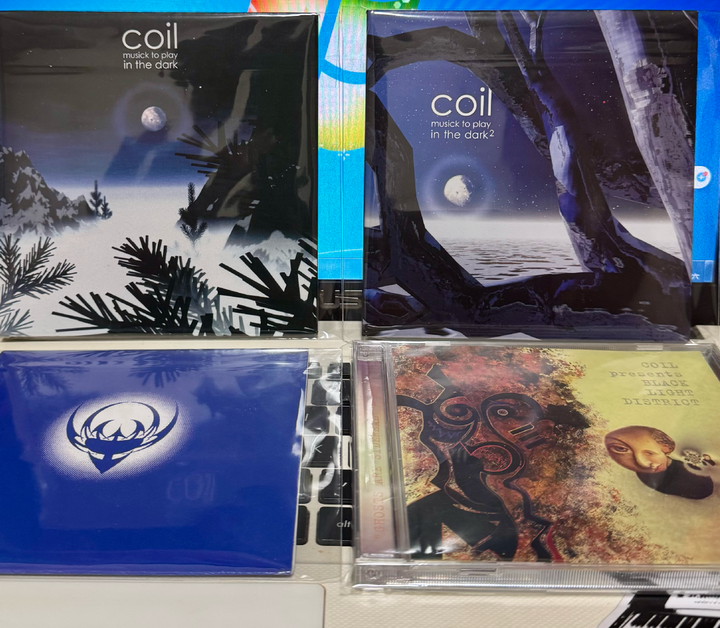 coil
musick to play
in the dark
coil
musick to play
in the dark²
COIL
presents
BLACK
LIGHT
DISTRICT
alt